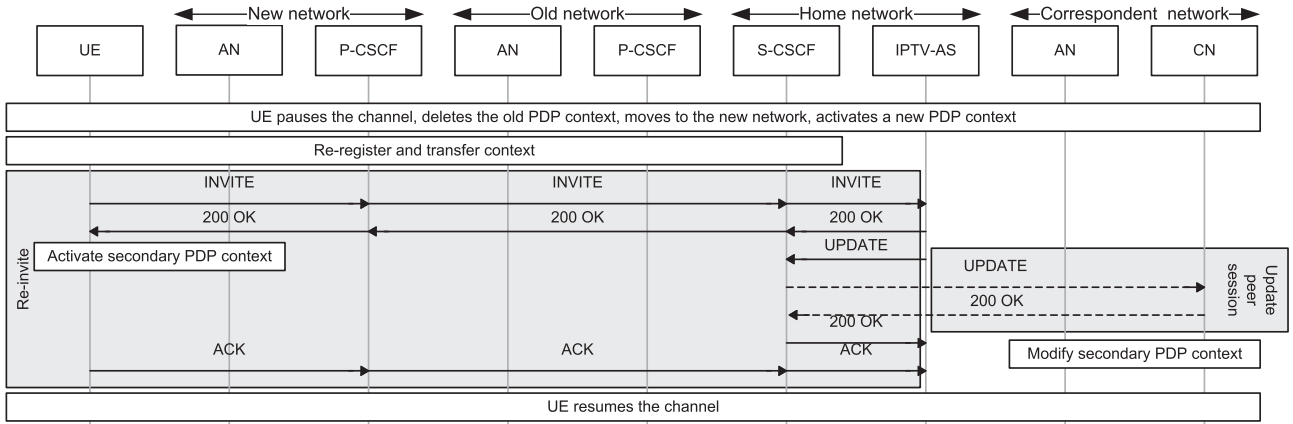 New network
Old network
Home network
Correspondent network
UE
AN
P-CSCF
AN
P-CSCF
S-CSCF
IPTV-AS
AN
CN
UE pauses the channel, deletes the old PDP context, moves to the new network, activates a new PDP context
Re-register and transfer context
Re-invite
INVITE
INVITE
INVITE
200 OK
200 OK
200 OK
Activate secondary PDP context
UPDATE
UPDATE
Update
peer
session
200 OK
200 OK
ACK
ACK
ACK
Modify secondary PDP context
UE resumes the channel